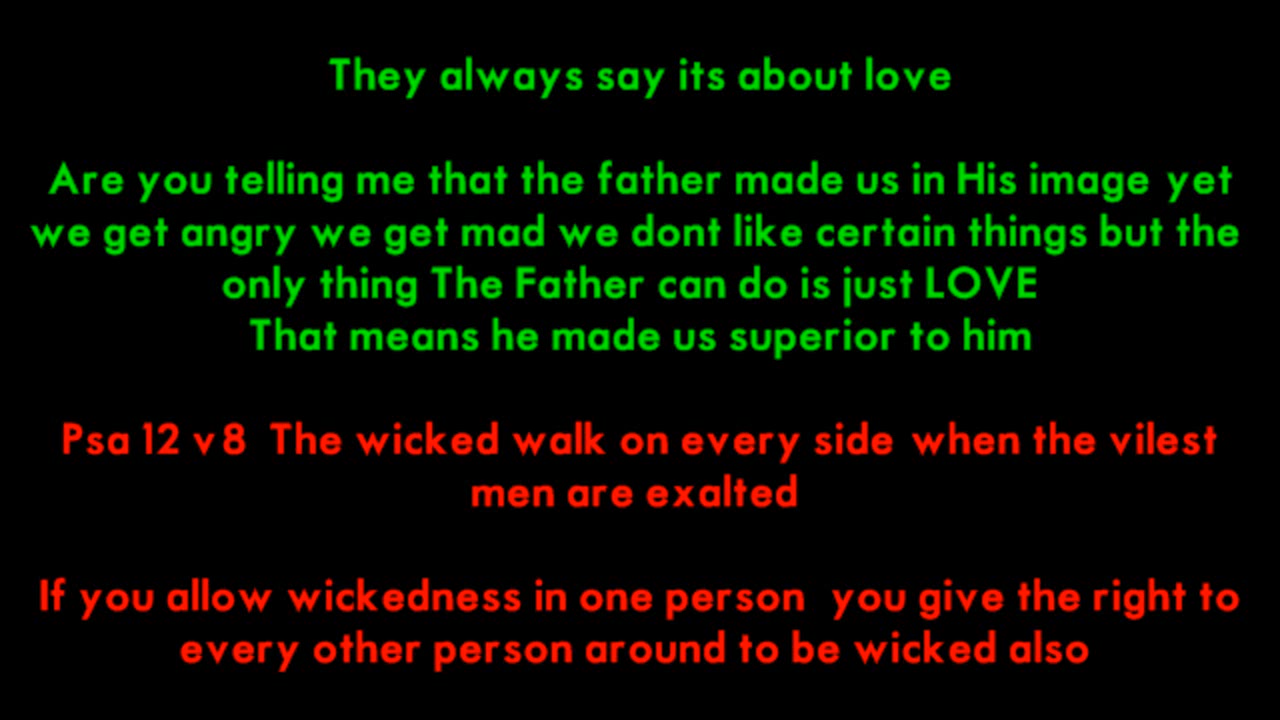 They always say its about love
Are you telling me that the father made us in His image yet
we get angry we get mad we dont like certain things but the
only thing The Father can do is just LOVE
That means he made us superior to him
Psa 12 v 8 The wicked walk on every side when the vilest
men are exalted
If you allow wickedness in one person you give the right to
every other person around to be wicked also